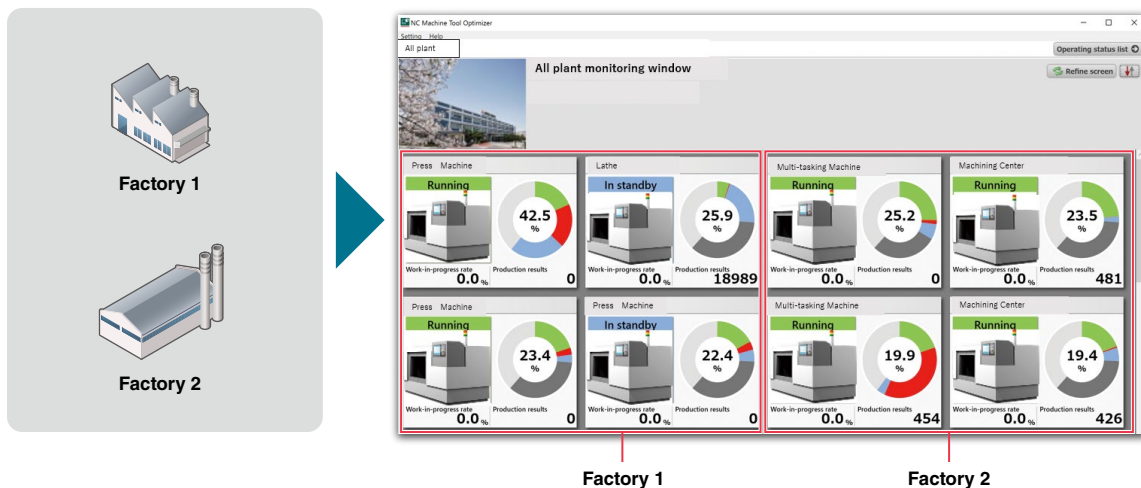 Factory 1
Factory 2
NC Machine Tool Optimizer
Setting Help
All plant
Operating status list
All plant monitoring window
Refine screen
Press Machine
Running
42.5
%
Work-in-progress rate
0.0 %
Production results
0
Lathe
In standby
25.9
%
Work-in-progress rate
0.0 %
Production results
18989
Multi-tasking Machine
Running
25.2
%
Work-in-progress rate
0.0 %
Production results
0
Machining Center
Running
23.5
%
Work-in-progress rate
0.0 %
Production results
481
Press Machine
Running
23.4
%
Work-in-progress rate
0.0 %
Production results
0
Press Machine
In standby
22.4
%
Work-in-progress rate
0.0 %
Production results
0
Multi-tasking Machine
Running
19.9
%
Work-in-progress rate
0.0 %
Production results
454
Machining Center
Running
19.4
%
Work-in-progress rate
0.0 %
Production results
426
Factory 1
Factory 2